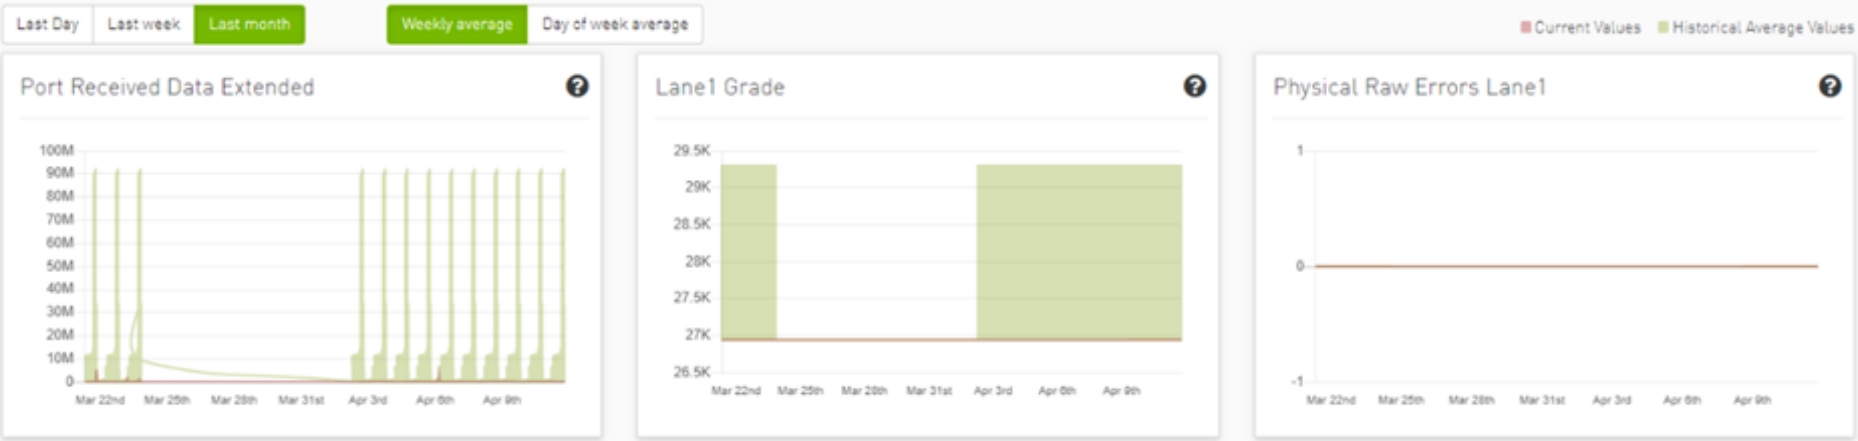 Last Day Last week Last month Weekly average Day of week average
Current Values Historical Average Values
Port Received Data Extended
100M
90M
80M
70M
60M
50M
40M
30M
20M
10M
0
Mar 22nd Mar 25th Mar 28th Mar 31st Apr 3rd Apr 6th Apr 9th
Lane1 Grade
29.5K
29K
28.5K
28K
27.5K
27K
26.5K
Mar 22nd Mar 25th Mar 28th Mar 31st Apr 3rd Apr 6th Apr 9th
Physical Raw Errors Lane1
1
0
-1
Mar 22nd Mar 25th Mar 28th Mar 31st Apr 3rd Apr 6th Apr 9th